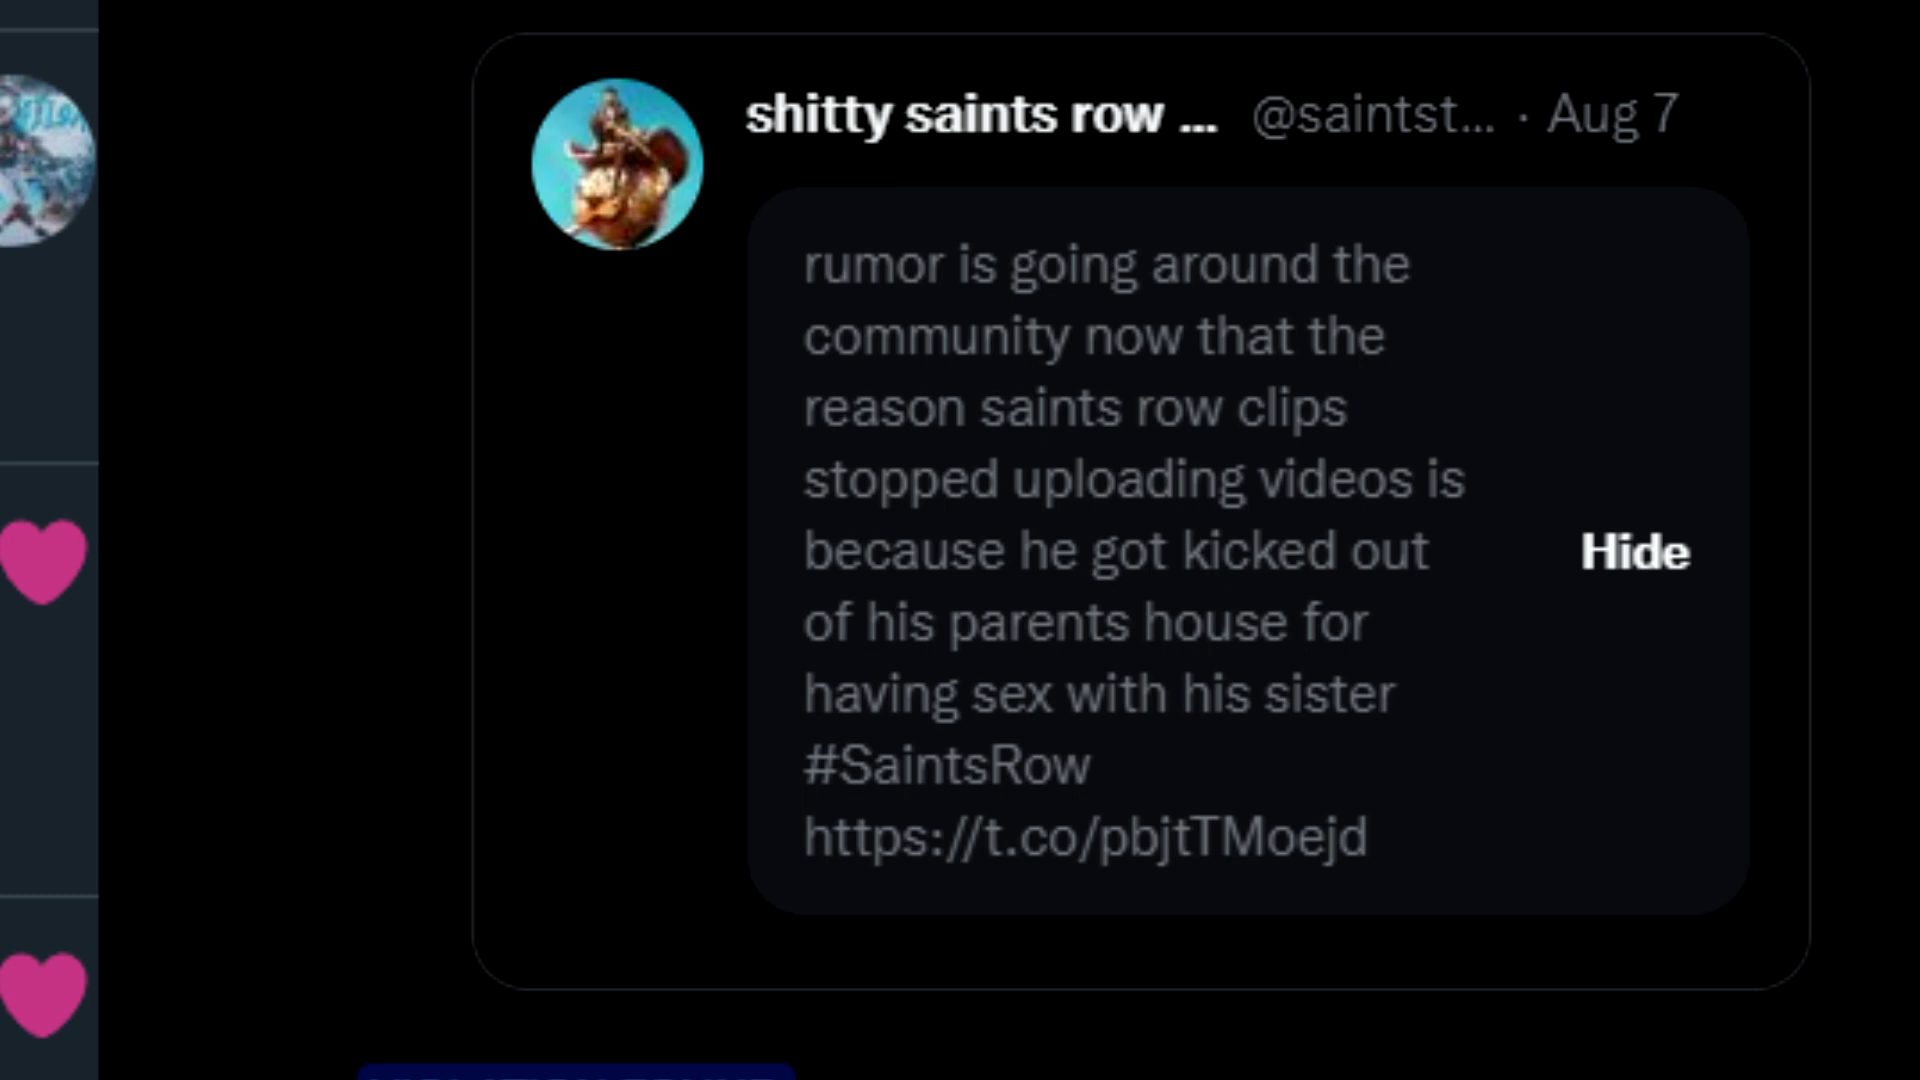 shitty saints row ... @saintst... · Aug 7
rumor is going around the
community now that the
reason saints row clips
stopped uploading videos is
because he got kicked out
of his parents house for
having sex with his sister
#SaintsRow
https://t.co/pbjtTMoejd
Hide